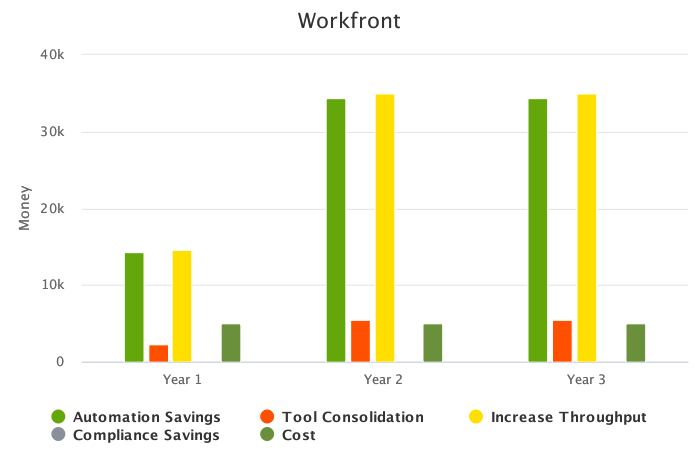 Workfront
40k
30k
20k
10k
0
Money
Year 1 Year 2 Year 3
Automation Savings Tool Consolidation Increase Throughput
Compliance Savings Cost